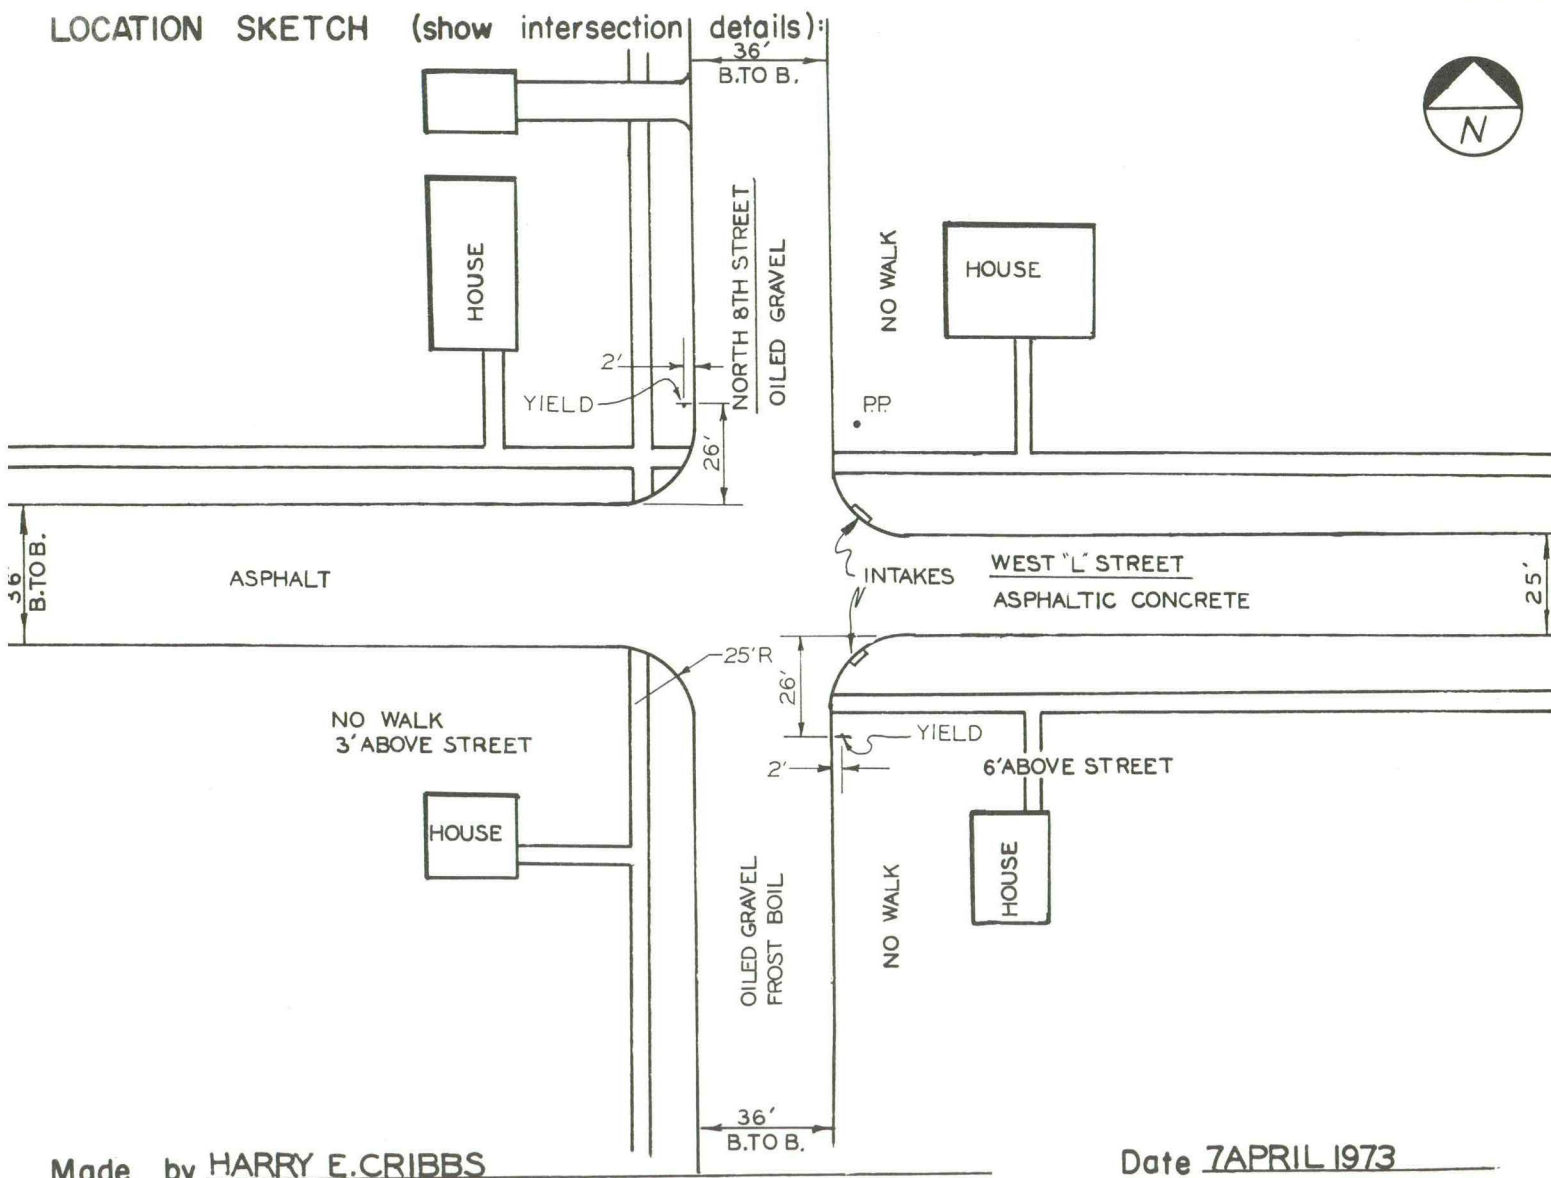 LOCATION SKETCH (show intersection details):
36'
B.TO B.
N
HOUSE
NORTH 8TH STREET
OILED GRAVEL
NO WALK
HOUSE
2'
YIELD
26'
P.P.
36'
B.TO B.
ASPHALT
INTAKES
WEST "L" STREET
ASPHALTIC CONCRETE
25'
25'R
26'
NO WALK
3' ABOVE STREET
YIELD
2'
6' ABOVE STREET
HOUSE
OILED GRAVEL
FROST BOIL
NO WALK
HOUSE
36'
B.TO B.
Made by HARRY E. CRIBBS
Date 7 APRIL 1973